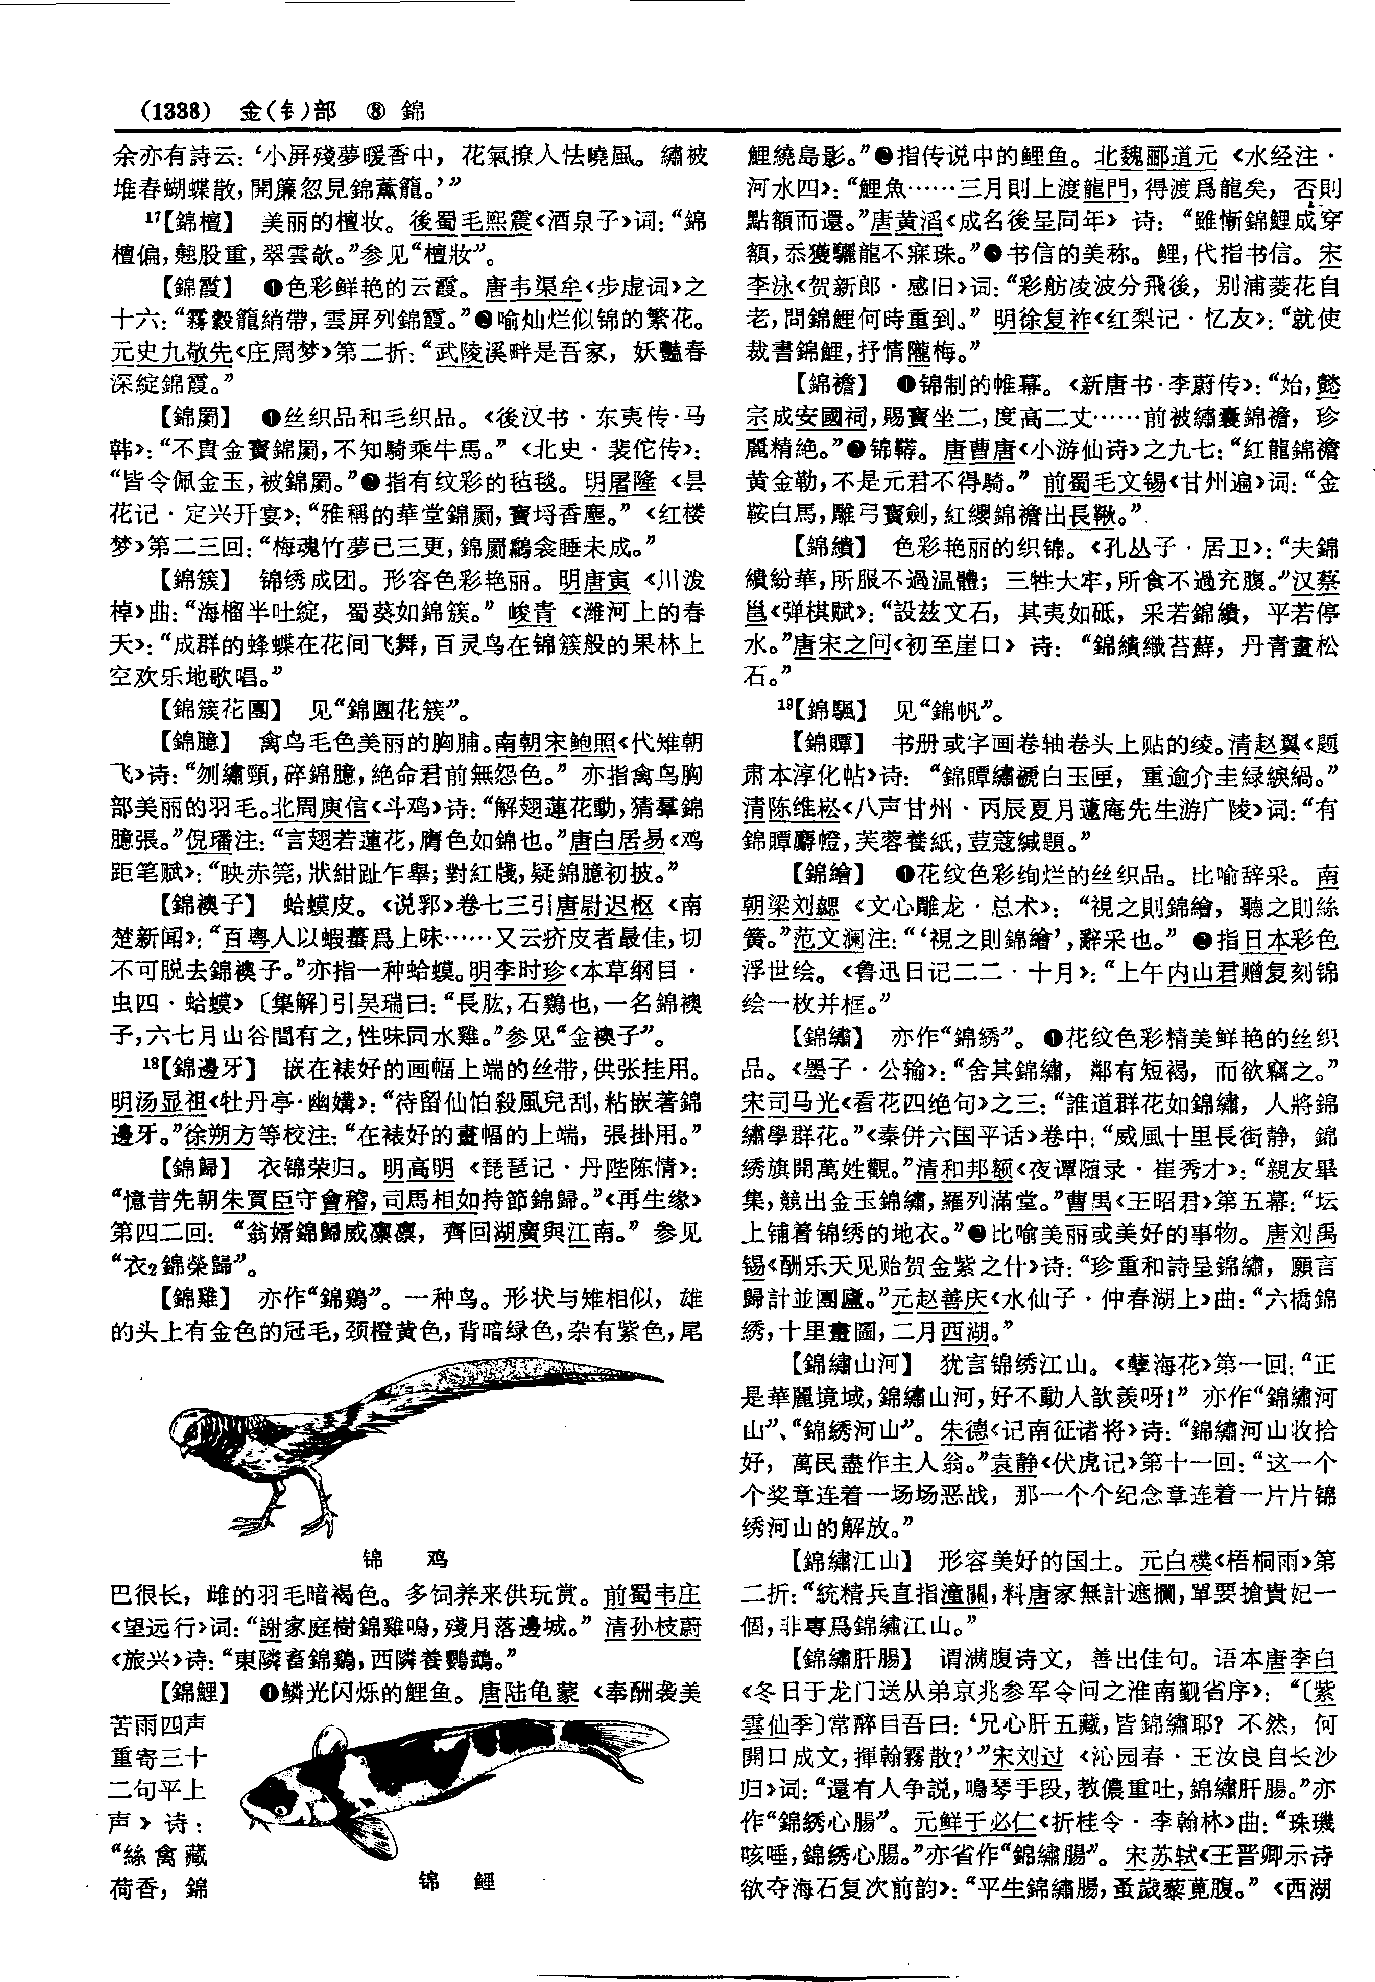 (1338) 金(钅)部 ⑧ 錦
余亦有詩云：‘小屏殘夢暖香中，花氣撩人怯曉風。繡被
堆春蝴蝶散，開簾忽見錦薰籠。’”
17【錦檀】 美丽的檀妆。後蜀毛熙震《酒泉子》词：“錦
檀偏，翹股重，翠雲欹。”参见“檀妝”。
【錦霞】 ❶色彩鲜艳的云霞。唐韦渠牟《步虚词》之
十六：“霧縠籠綃帶，雲屏列錦霞。”❷喻灿烂似锦的繁花。
元史九敬先《庄周梦》第二折：“武陵溪畔是吾家，妖豔春
深綻錦霞。”
【錦罽】 ❶丝织品和毛织品。《後汉书·东夷传·马
韩》：“不貴金寶錦罽，不知騎乘牛馬。”《北史·裴佗传》：
“皆令佩金玉，被錦罽。”❷指有纹彩的毡毯。明屠隆《昙
花记·定兴开宴》：“雅稱的華堂錦罽，寶埒香塵。”《红楼
梦》第二三回：“梅魂竹夢已三更，錦罽鸘衾睡未成。”
【錦簇】 锦绣成团。形容色彩艳丽。明唐寅《川泼
棹》曲：“海榴半吐綻，蜀葵如錦簇。”峻青《潍河上的春
天》：“成群的蜂蝶在花间飞舞，百灵鸟在锦簇般的果林上
空欢乐地歌唱。”
【錦簇花團】 见“錦團花簇”。
【錦臆】 禽鸟毛色美丽的胸脯。南朝宋鲍照《代雉朝
飞》诗：“刎繡頸，碎錦臆，絶命君前無怨色。”亦指禽鸟胸
部美丽的羽毛。北周庾信《斗鸡》诗：“解翅蓮花動，猜羣錦
臆張。”倪璠注：“言翅若蓮花，膺色如錦也。”唐白居易《鸡
距笔赋》：“映赤筦，狀紺趾乍舉；對紅牋，疑錦臆初披。”
【錦襖子】 蛤蟆皮。《说郛》卷七三引唐尉迟枢《南
楚新闻》：“百粤人以蝦蟇爲上味……又云疥皮者最佳，切
不可脱去錦襖子。”亦指一种蛤蟆。明李时珍《本草纲目·
虫四·蛤蟆》〔集解〕引吴瑞曰：“長肱，石鷄也，一名錦襖
子，六七月山谷間有之，性味同水雞。”参见“金襖子”。
18【錦邊牙】 嵌在裱好的画幅上端的丝带，供张挂用。
明汤显祖《牡丹亭·幽媾》：“待留仙怕殺風兒刮，粘嵌著錦
邊牙。”徐朔方等校注：“在裱好的畫幅的上端，張掛用。”
【錦歸】 衣锦荣归。明高明《琵琶记·丹陛陈情》：
“憶昔先朝朱買臣守會稽，司馬相如持節錦歸。”《再生缘》
第四二回：“翁婿錦歸威凛凛，齊回湖廣與江南。”参见
“衣2錦榮歸”。
【錦雞】 亦作“錦鷄”。一种鸟。形状与雉相似，雄
的头上有金色的冠毛，颈橙黄色，背暗绿色，杂有紫色，尾
锦 鸡
巴很长，雌的羽毛暗褐色。多饲养来供玩赏。前蜀韦庄
《望远行》词：“謝家庭樹錦雞鳴，殘月落邊城。”清孙枝蔚
《旅兴》诗：“東隣畜錦鷄，西隣養鸚鵡。”
【錦鯉】 ❶鳞光闪烁的鲤鱼。唐陆龟蒙《奉酬袭美
苦雨四声
重寄三十
二句平上
声》诗：
“絲禽藏
荷香，錦
锦 鲤
鯉繞島影。”❷指传说中的鲤鱼。北魏郦道元《水经注·
河水四》：“鯉魚……三月則上渡龍門，得渡爲龍矣，否則
點額而還。”唐黄滔《成名後呈同年》诗：“雖慚錦鯉成穿
額，忝獲驪龍不寐珠。”❸书信的美称。鲤，代指书信。宋
李泳《贺新郎·感旧》词：“彩舫凌波分飛後，别浦菱花自
老，問錦鯉何時重到。”明徐复祚《红梨记·忆友》：“就使
裁書錦鯉，抒情隴梅。”
【錦襜】 ❶锦制的帷幕。《新唐书·李蔚传》：“始，懿
宗成安國祠，賜寶坐二，度高二丈……前被繡囊錦襜，珍
麗精絶。”❷锦鞯。唐曹唐《小游仙诗》之九七：“紅龍錦襜
黄金勒，不是元君不得騎。”前蜀毛文锡《甘州遍》词：“金
鞍白馬，雕弓寶劍，紅纓錦襜出長鞦。”
【錦繢】 色彩艳丽的织锦。《孔丛子·居卫》：“夫錦
繢紛華，所服不過温體；三牲大牢，所食不過充腹。”汉蔡
邕《弹棋赋》：“設兹文石，其夷如砥，采若錦繢，平若停
水。”唐宋之问《初至崖口》诗：“錦繢織苔蘚，丹青畫松
石。”
19【錦颿】 见“錦帆”。
【錦贉】 书册或字画卷轴卷头上贴的绫。清赵翼《题
肃本淳化帖》诗：“錦贉繡褫白玉匣，重逾介圭緑綟緺。”
清陈维崧《八声甘州·丙辰夏月蘧庵先生游广陵》词：“有
錦贉麝幐，芙蓉養紙，荳蔻緘題。”
【錦繪】 ❶花纹色彩绚烂的丝织品。比喻辞采。南
朝梁刘勰《文心雕龙·总术》：“視之則錦繪，聽之則絲
簧。”范文澜注：“‘視之則錦繪’，辭采也。”❷指日本彩色
浮世绘。《鲁迅日记二二·十月》：“上午内山君赠复刻锦
绘一枚并框。”
【錦繡】 亦作“錦綉”。❶花纹色彩精美鲜艳的丝织
品。《墨子·公输》：“舍其錦繡，鄰有短褐，而欲竊之。”
宋司马光《看花四绝句》之三：“誰道群花如錦繡，人將錦
繡學群花。”《秦併六国平话》卷中：“威風十里長街静，錦
綉旗開萬姓觀。”清和邦额《夜谭随录·崔秀才》：“親友畢
集，競出金玉錦繡，羅列滿堂。”曹禺《王昭君》第五幕：“坛
上铺着锦绣的地衣。”❷比喻美丽或美好的事物。唐刘禹
锡《酬乐天见贻贺金紫之什》诗：“珍重和詩呈錦繡，願言
歸計並團廬。”元赵善庆《水仙子·仲春湖上》曲：“六橋錦
綉，十里畫圖，二月西湖。”
【錦繡山河】 犹言锦绣江山。《孽海花》第一回：“正
是華麗境域，錦繡山河，好不動人歆羨呀！”亦作“錦繡河
山”、“錦綉河山”。朱德《记南征诸将》诗：“錦繡河山收拾
好，萬民盡作主人翁。”袁静《伏虎记》第十一回：“这一个
个奖章连着一场场恶战，那一个个纪念章连着一片片锦
绣河山的解放。”
【錦繡江山】 形容美好的国土。元白樸《梧桐雨》第
二折：“統精兵直指潼關，料唐家無計遮攔，單要搶貴妃一
個，非專爲錦繡江山。”
【錦繡肝腸】 谓满腹诗文，善出佳句。语本唐李白
《冬日于龙门送从弟京兆参军令问之淮南觐省序》：“〔紫
雲仙季〕常醉目吾曰：‘兄心肝五藏，皆錦繡耶？不然，何
開口成文，揮翰霧散？’”宋刘过《沁园春·王汝良自长沙
归》词：“還有人争説，鳴琴手段，教儂重吐，錦繡肝腸。”亦
作“錦綉心腸”。元鲜于必仁《折桂令·李翰林》曲：“珠璣
咳唾，錦綉心腸。”亦省作“錦繡腸”。宋苏轼《王晋卿示诗
欲夺海石复次前韵》：“平生錦繡腸，蚤歲藜莧腹。”《西湖